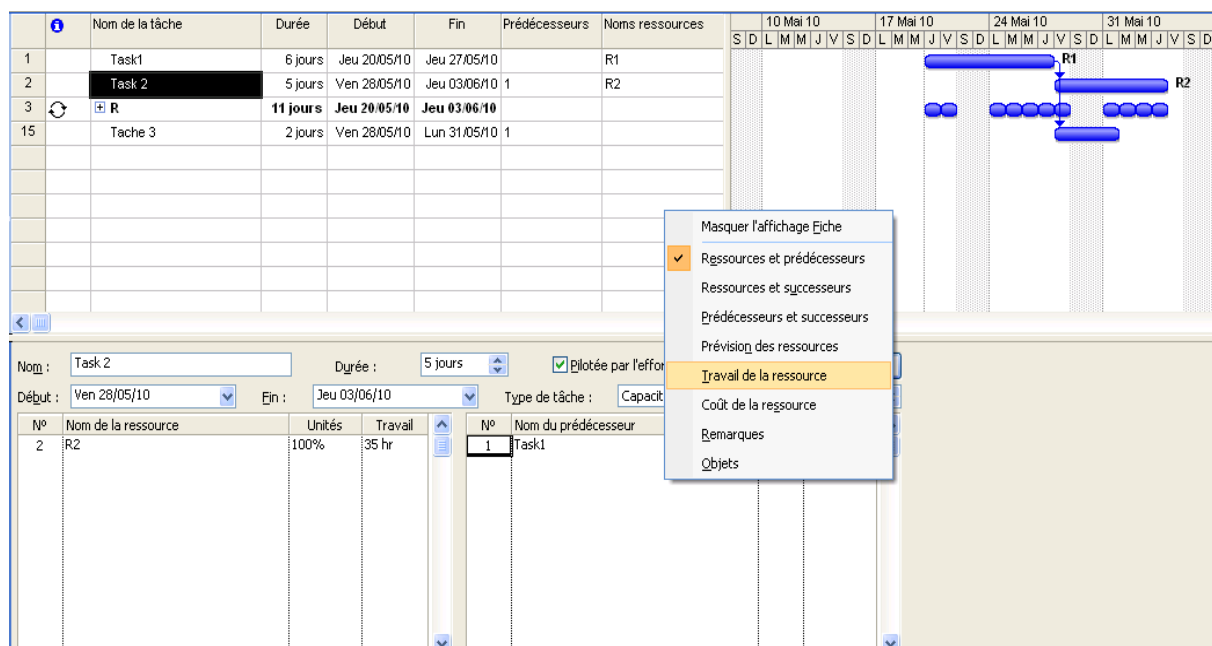 Nom de la tâche Durée Début Fin Prédécesseurs Noms ressources 10 Mai 10 17 Mai 10 24 Mai 10 31 Mai 10
S D L M M J V S D L M M J V S D L M M J V S D L M M J V S D
1 Task1 6 jours Jeu 20/05/10 Jeu 27/05/10 R1 R1
2 Task 2 5 jours Ven 28/05/10 Jeu 03/06/10 1 R2 R2
3 R 11 jours Jeu 20/05/10 Jeu 03/06/10
15 Tache 3 2 jours Ven 28/05/10 Lun 31/05/10 1
Masquer l'affichage Fiche
Ressources et prédécesseurs
Ressources et successeurs
Prédécesseurs et successeurs
Prévision des ressources
Travail de la ressource
Coût de la ressource
Remarques
Objets
Nom : Task 2 Durée : 5 jours Pilotée par l'effor
Début : Ven 28/05/10 Fin : Jeu 03/06/10 Type de tâche : Capacit
N° Nom de la ressource Unités Travail N° Nom du prédécesseur
2 R2 100% 35 hr 1 Task1